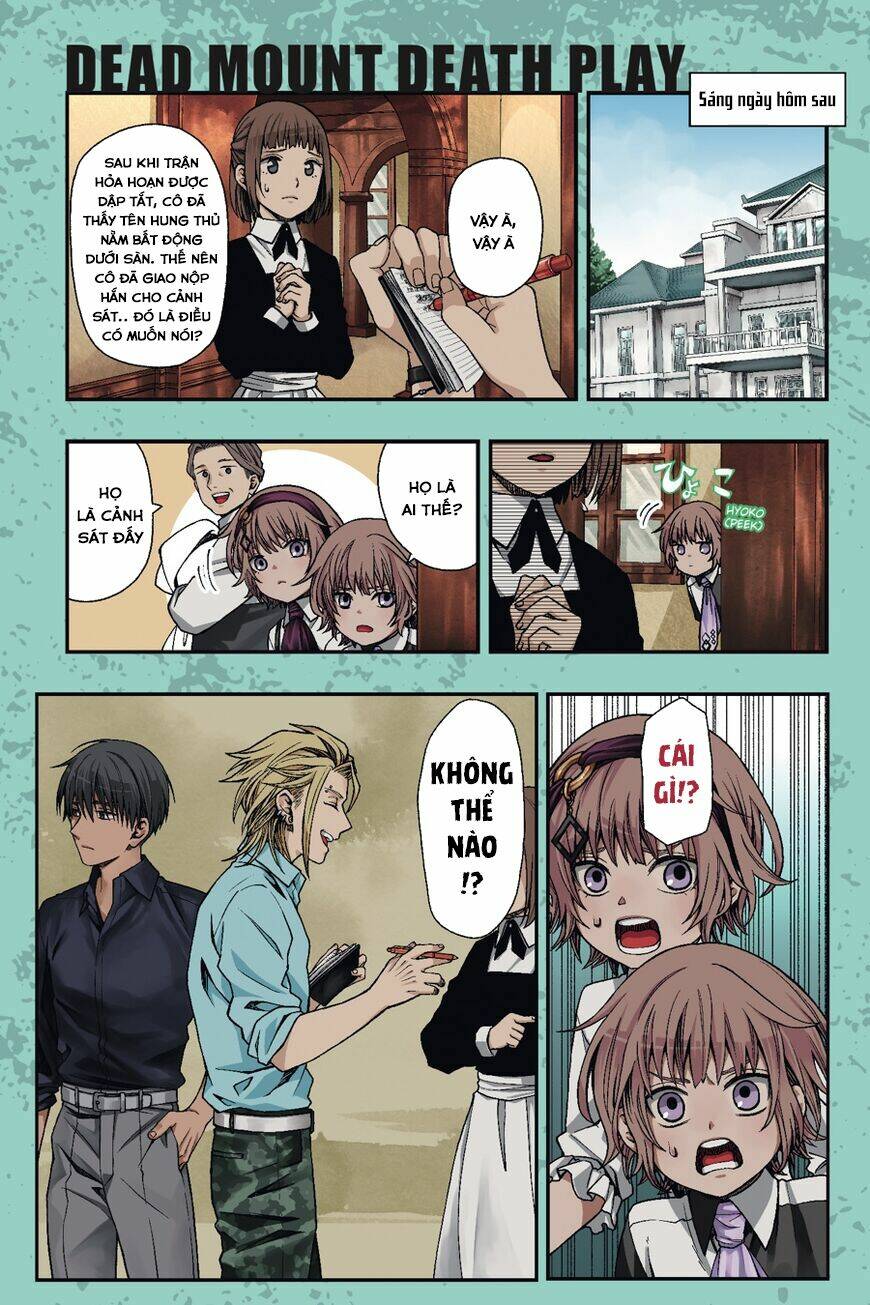 DEAD MOUNT DEATH PLAY
Sáng ngày hôm sau
VẬY Ã,
VẬY Ã
SAU KHI TRẬN
HỎA HOẠN ĐƯỢC
DẬP TẮT, CÔ ĐÃ
THẤY TÊN HUNG THỦ
NẰM BẤT ĐỘNG
DƯỚI SÀN. THẾ NÊN
CÔ ĐÃ GIAO NỘP
HẮN CHO CẢNH
SÁT.. ĐÓ LÀ ĐIỀU
CÓ MUỐN NÓI?
ひょこ
HYOKO
(PEEK)
HỌ LÀ
AI THẾ?
HỌ
LÀ CẢNH
SÁT ĐẤY
CÁI
GÌ!?
KHÔNG
THỂ
NÀO
!?